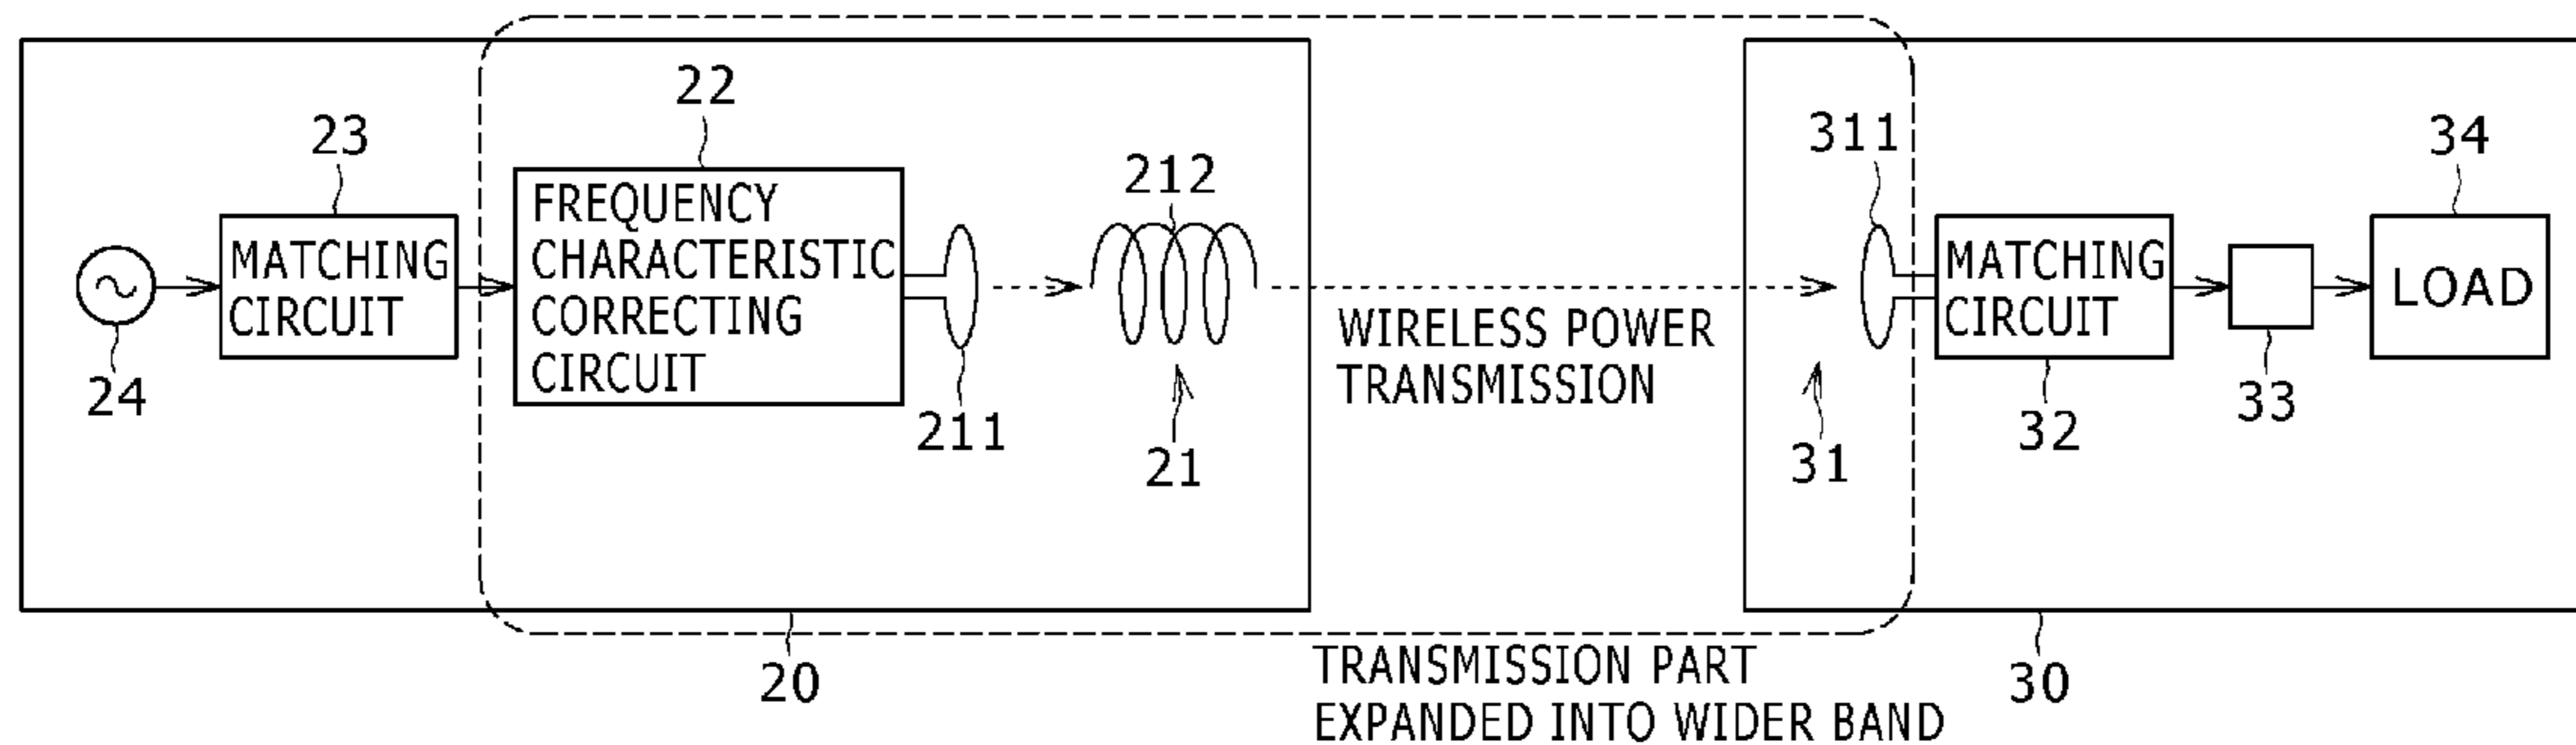 22
23
311
34
212
FREQUENCY
CHARACTERISTIC
CORRECTING
CIRCUIT
MATCHING
CIRCUIT
MATCHING
CIRCUIT
LOAD
WIRELESS POWER
TRANSMISSION
24
211
21
31
32
33
20
30
TRANSMISSION PART
EXPANDED INTO WIDER BAND